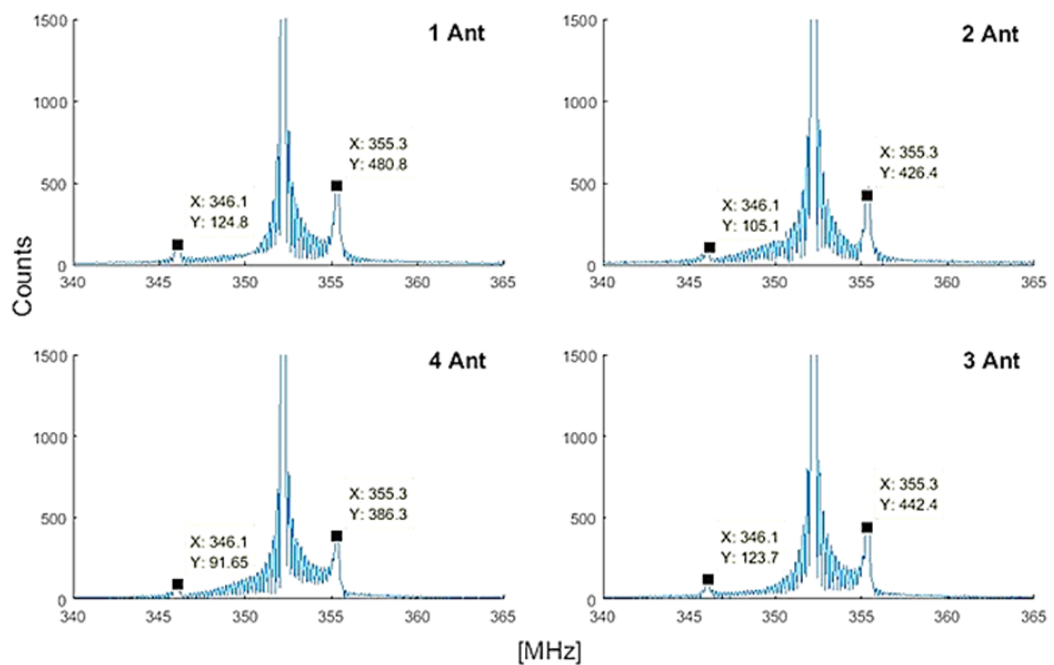 1500
1 Ant
1000
X: 355.3
Y: 480.8
500
X: 346.1
Y: 124.8
0
340
345
350
355
360
365
1500
2 Ant
1000
X: 355.3
Y: 426.4
500
X: 346.1
Y: 105.1
0
340
345
350
355
360
365
Counts
1500
4 Ant
1000
X: 355.3
Y: 386.3
500
X: 346.1
Y: 91.65
0
340
345
350
355
360
365
1500
3 Ant
1000
X: 355.3
Y: 442.4
500
X: 346.1
Y: 123.7
0
340
345
350
355
360
365
[MHz]